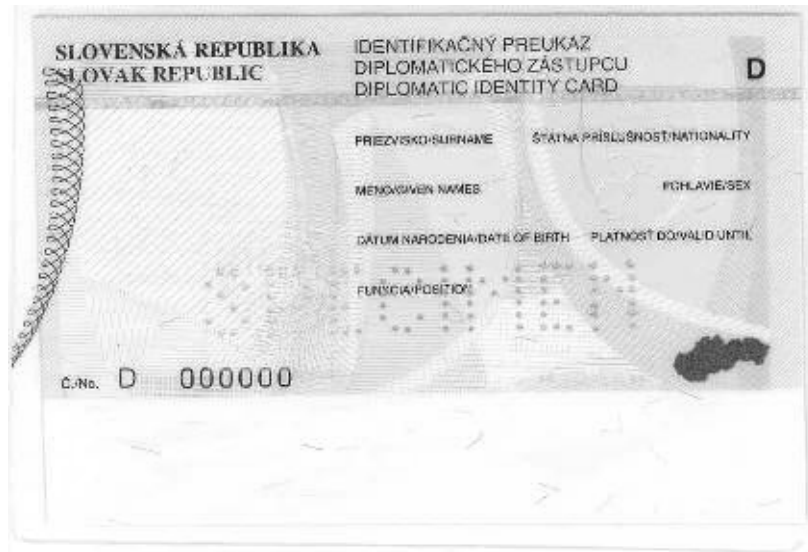 SLOVENSKÁ REPUBLIKA
SLOVAK REPUBLIC
IDENTIFIKAČNÝ PREUKAZ
DIPLOMATICKÉHO ZÁSTUPCU
DIPLOMATIC IDENTITY CARD
D
PRIEZVISKO/SURNAME
ŠTÁTNA PRÍSLUŠNOSŤ/NATIONALITY
MENO/GIVEN NAMES
POHLAVIE/SEX
DÁTUM NARODENIA/DATE OF BIRTH
PLATNOSŤ DO/VALID UNTIL
FUNKCIA/POSITION
SPECIMEN
Č./No. D 000000